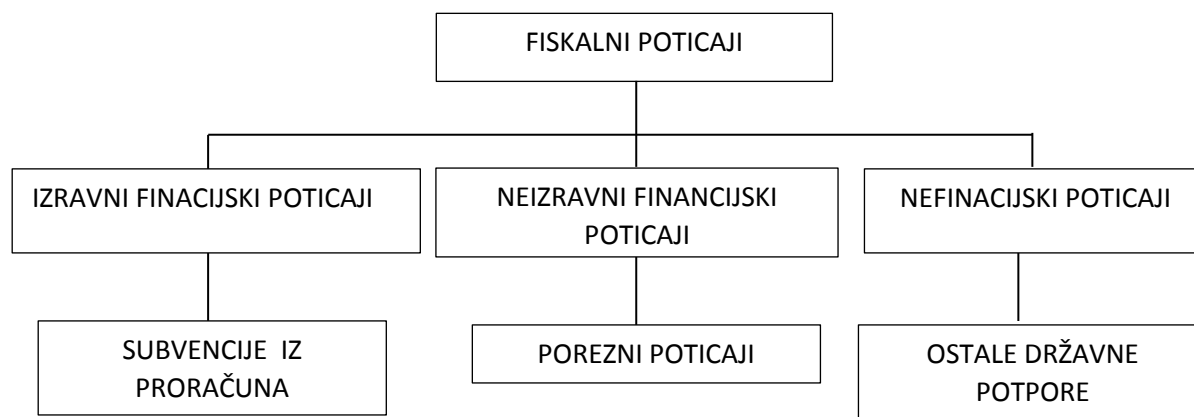 FISKALNI POTICAJI
IZRAVNI FINACIJSKI POTICAJI
NEIZRAVNI FINANCIJSKI
POTICAJI
NEFINACIJSKI POTICAJI
SUBVENCIJE IZ
PRORAČUNA
POREZNI POTICAJI
OSTALE DRŽAVNE
POTPORE